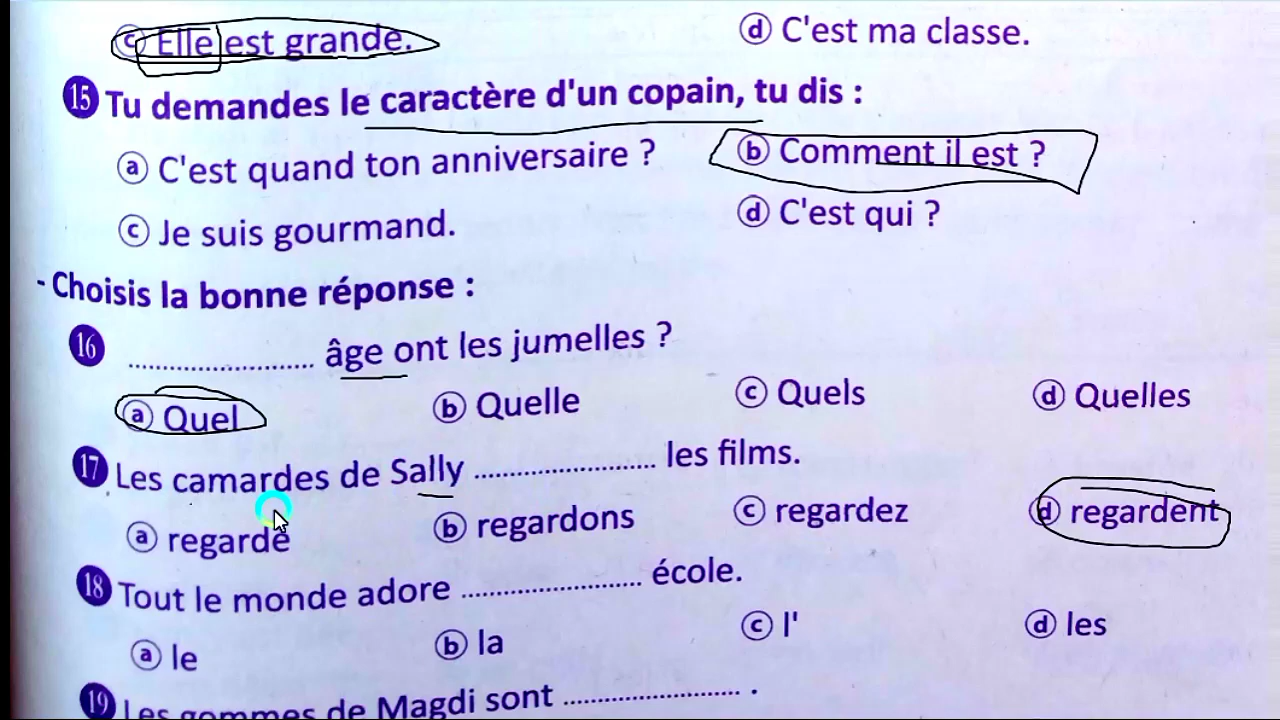 c Elle est grande. d C'est ma classe.
15 Tu demandes le caractère d'un copain, tu dis :
a C'est quand ton anniversaire ? b Comment il est ?
c Je suis gourmand. d C'est qui ?
- Choisis la bonne réponse :
16 ........................ âge ont les jumelles ?
a Quel b Quelle c Quels d Quelles
17 Les camardes de Sally ........................ les films.
a regarde b regardons c regardez d regardent
18 Tout le monde adore ........................ école.
a le b la c l' d les
19 Les gommes de Magdi sont ........................ .